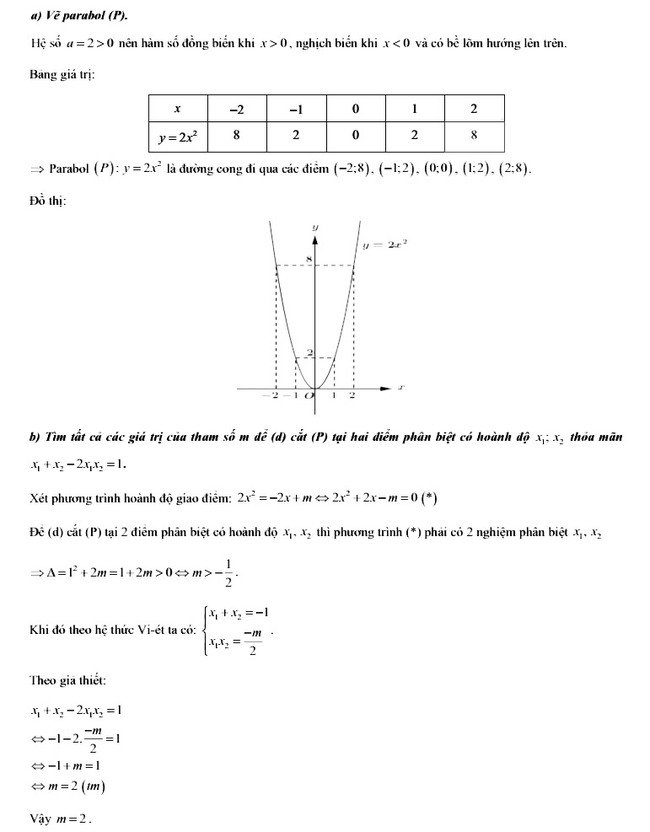 a) Vẽ parabol (P).
Hệ số a = 2 > 0 nên hàm số đồng biến khi x > 0, nghịch biến khi x < 0 và có bề lõm hướng lên trên.
Bảng giá trị:
x −2 −1 0 1 2
y = 2x² 8 2 0 2 8
⇒ Parabol (P): y = 2x² là đường cong đi qua các điểm (−2;8), (−1;2), (0;0), (1;2), (2;8).
Đồ thị:
y
y = 2x²
8
2
−2 −1 O 1 2 x
b) Tìm tất cả các giá trị của tham số m để (d) cắt (P) tại hai điểm phân biệt có hoành độ x₁; x₂ thỏa mãn
x₁ + x₂ − 2x₁x₂ = 1.
Xét phương trình hoành độ giao điểm: 2x² = −2x + m ⇔ 2x² + 2x − m = 0 (*)
Để (d) cắt (P) tại 2 điểm phân biệt có hoành độ x₁, x₂ thì phương trình (*) phải có 2 nghiệm phân biệt x₁, x₂
⇒ Δ = 1² + 2m = 1 + 2m > 0 ⇔ m > −1/2.
Khi đó theo hệ thức Vi-ét ta có: { x₁ + x₂ = −1
x₁x₂ = −m/2 .
Theo giả thiết:
x₁ + x₂ − 2x₁x₂ = 1
⇔ −1 − 2.−m/2 = 1
⇔ −1 + m = 1
⇔ m = 2 (tm)
Vậy m = 2.